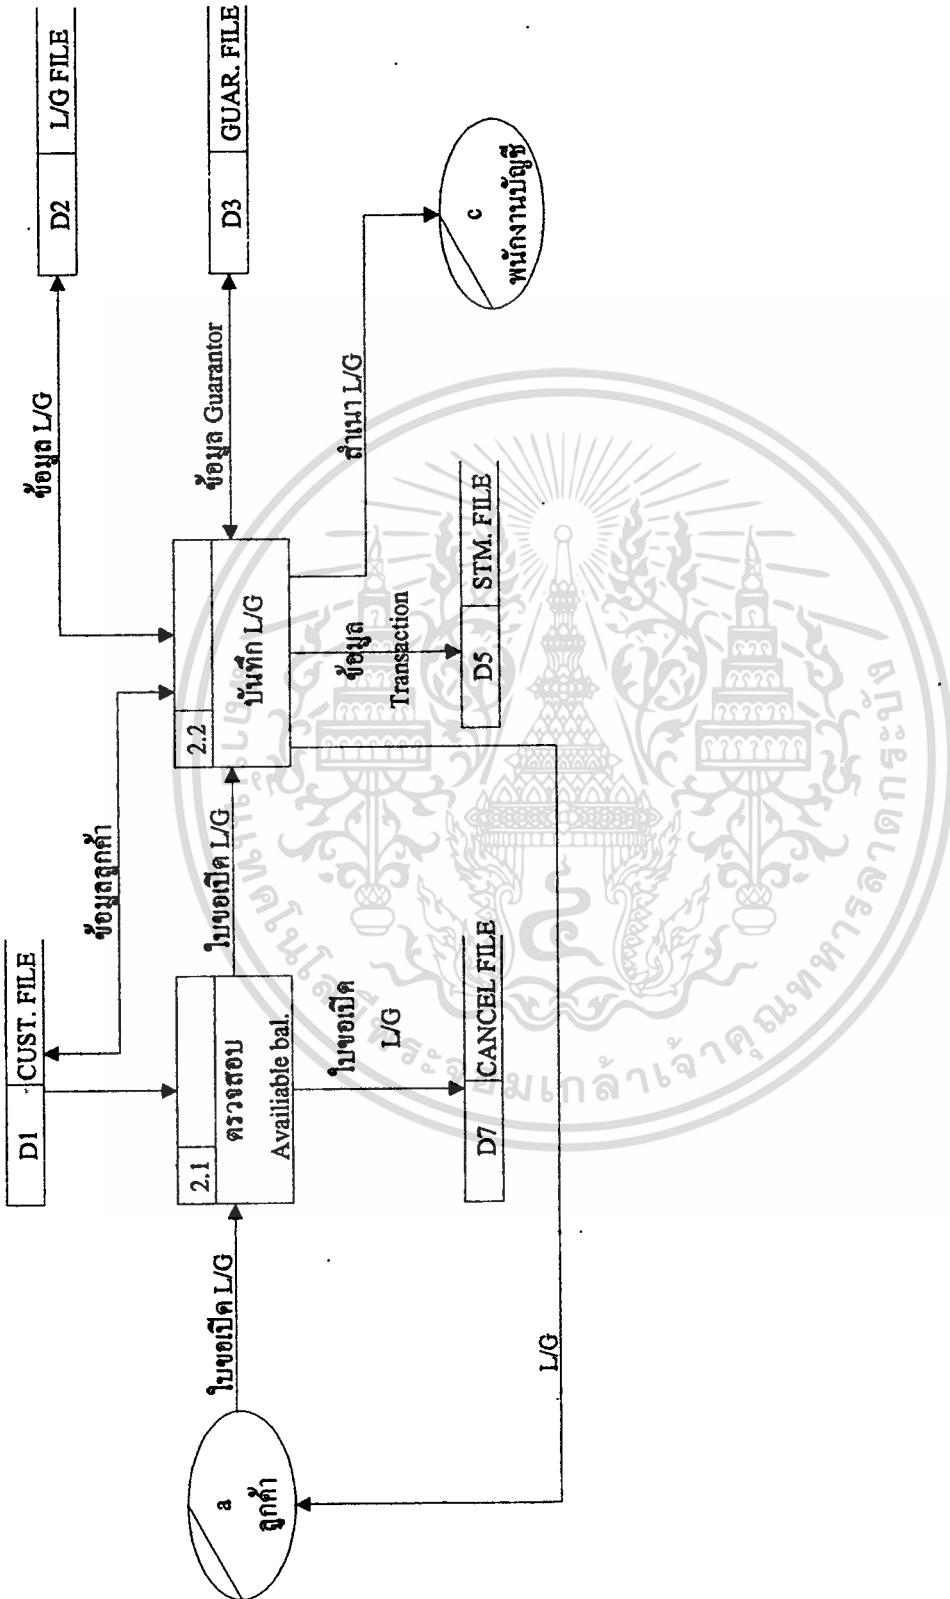 D1 CUST. FILE
ข้อมูลลูกค้า
ข้อมูล L/G
D2 L/G FILE
a
ลูกค้า
ใบขอเปิด L/G
2.1
ตรวจสอบ
Availiable bal.
ใบขอเปิด L/G
2.2
บันทึก L/G
ข้อมูล Guarantor
D3 GUAR. FILE
ใบขอเปิด
L/G
D7 CANCEL FILE
ข้อมูล
Transaction
D5 STM. FILE
สำเนา L/G
c
พนักงานบัญชี
L/G